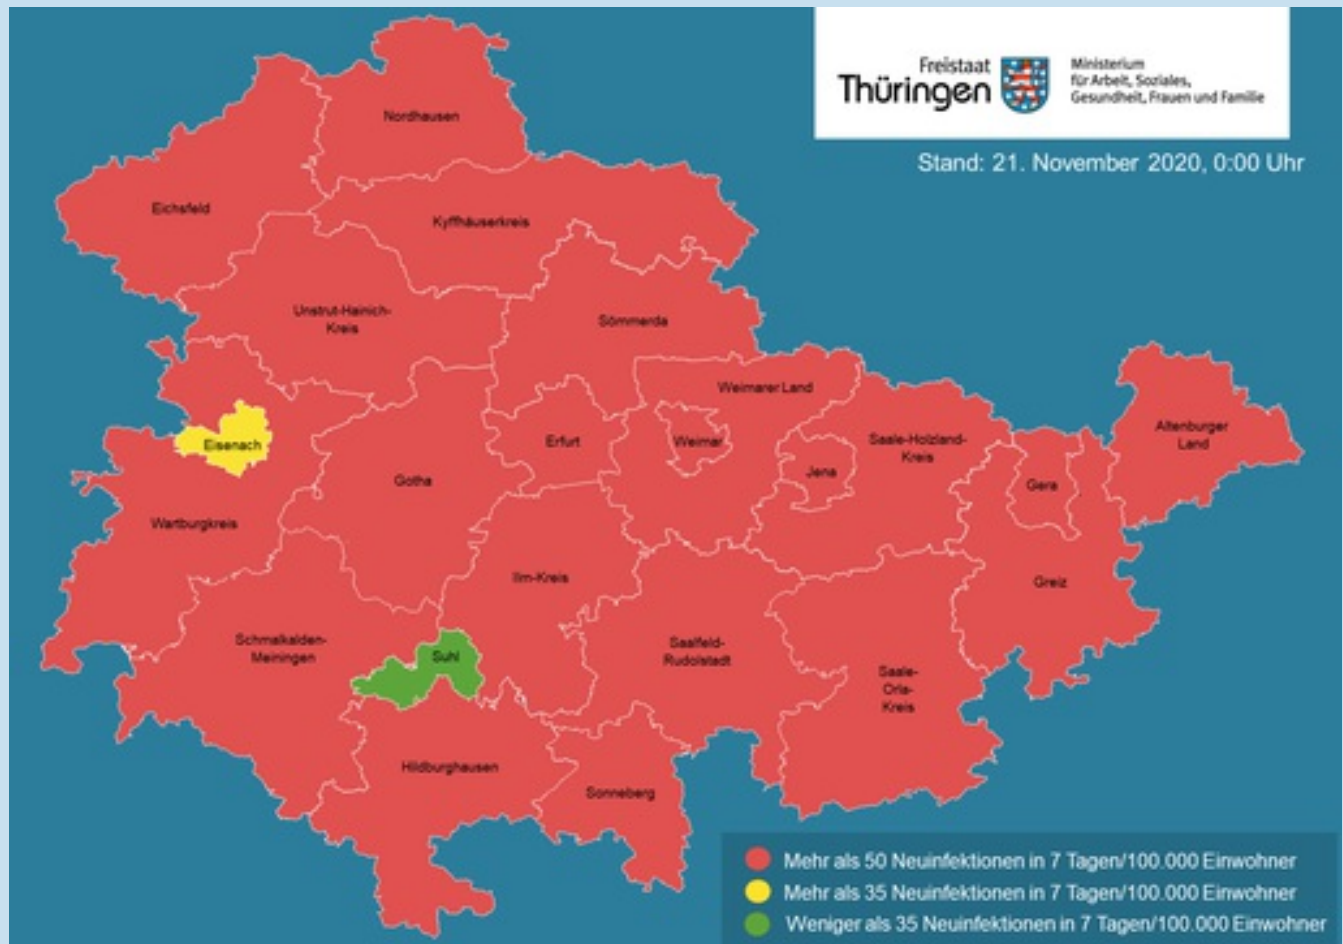 Freistaat
Thüringen
Ministerium
für Arbeit, Soziales,
Gesundheit, Frauen und Familie
Stand: 21. November 2020, 0:00 Uhr
Nordhausen
Eichsfeld
Kyffhäuserkreis
Unstrut-Hainich-
Kreis
Sömmerda
Weimarer Land
Eisenach
Erfurt
Weimar
Jena
Saale-Holzland-
Kreis
Gera
Altenburger
Land
Gotha
Wartburgkreis
Ilm-Kreis
Greiz
Schmalkalden-
Meiningen
Suhl
Saalfeld-
Rudolstadt
Saale-
Orla-
Kreis
Hildburghausen
Sonneberg
Mehr als 50 Neuinfektionen in 7 Tagen/100.000 Einwohner
Mehr als 35 Neuinfektionen in 7 Tagen/100.000 Einwohner
Weniger als 35 Neuinfektionen in 7 Tagen/100.000 Einwohner